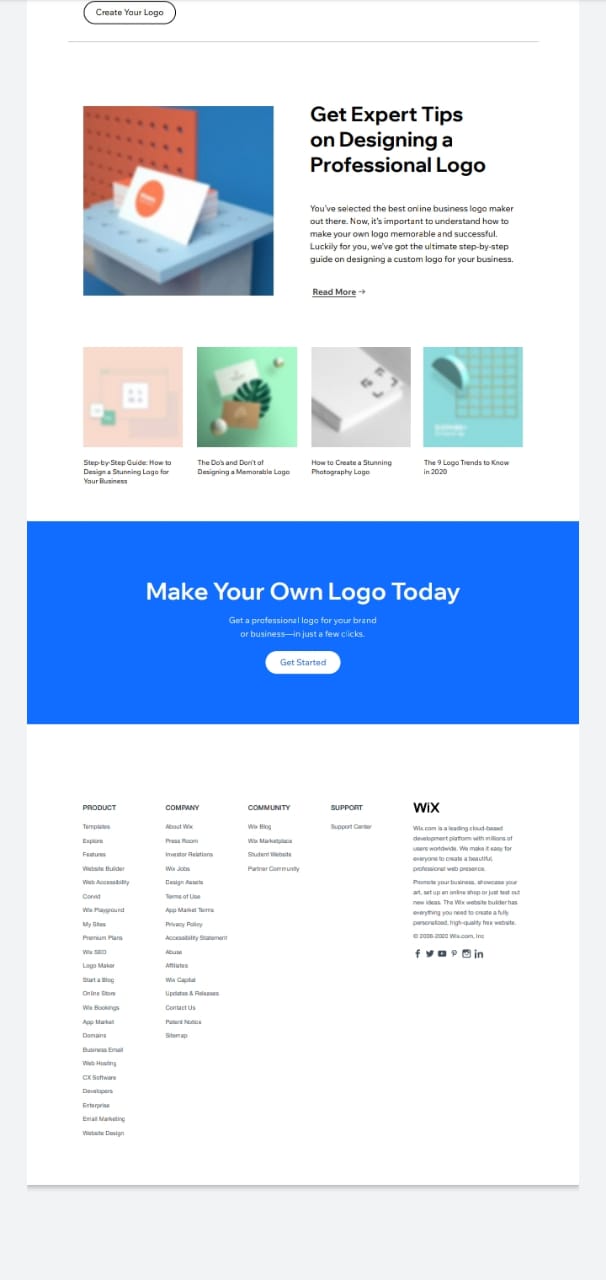 Create Your Logo
Get Expert Tips
on Designing a
Professional Logo
You've selected the best online business logo maker
out there. Now, it's important to understand how to
make your own logo memorable and successful.
Luckily for you, we've got the ultimate step-by-step
guide on designing a custom logo for your business.
Read More →
Step-by-Step Guide: How to
Design a Stunning Logo for
Your Business
The Do's and Don't of
Designing a Memorable Logo
How to Create a Stunning
Photography Logo
The 9 Logo Trends to Know
in 2020
Make Your Own Logo Today
Get a professional logo for your brand
or business—in just a few clicks.
Get Started
PRODUCT
Templates
Explore
Features
Website Builder
Web Accessibility
Corvid
Wix Playground
My Sites
Premium Plans
Wix SEO
Logo Maker
Start a Blog
Online Store
Wix Bookings
App Market
Domains
Business Email
Web Hosting
CX Software
Developers
Enterprise
Email Marketing
Website Design
COMPANY
About Wix
Press Room
Investor Relations
Wix Jobs
Design Assets
Terms of Use
App Market Terms
Privacy Policy
Accessibility Statement
Abuse
Affiliates
Wix Capital
Updates & Releases
Contact Us
Patent Notice
Sitemap
COMMUNITY
Wix Blog
Wix Marketplace
Student Website
Partner Community
SUPPORT
Support Center
WiX
Wix.com is a leading cloud-based
development platform with millions of
users worldwide. We make it easy for
everyone to create a beautiful,
professional web presence.
Promote your business, showcase your
art, set up an online shop or just test out
new ideas. The Wix website builder has
everything you need to create a fully
personalized, high-quality free website.
© 2006-2020 Wix.com, Inc